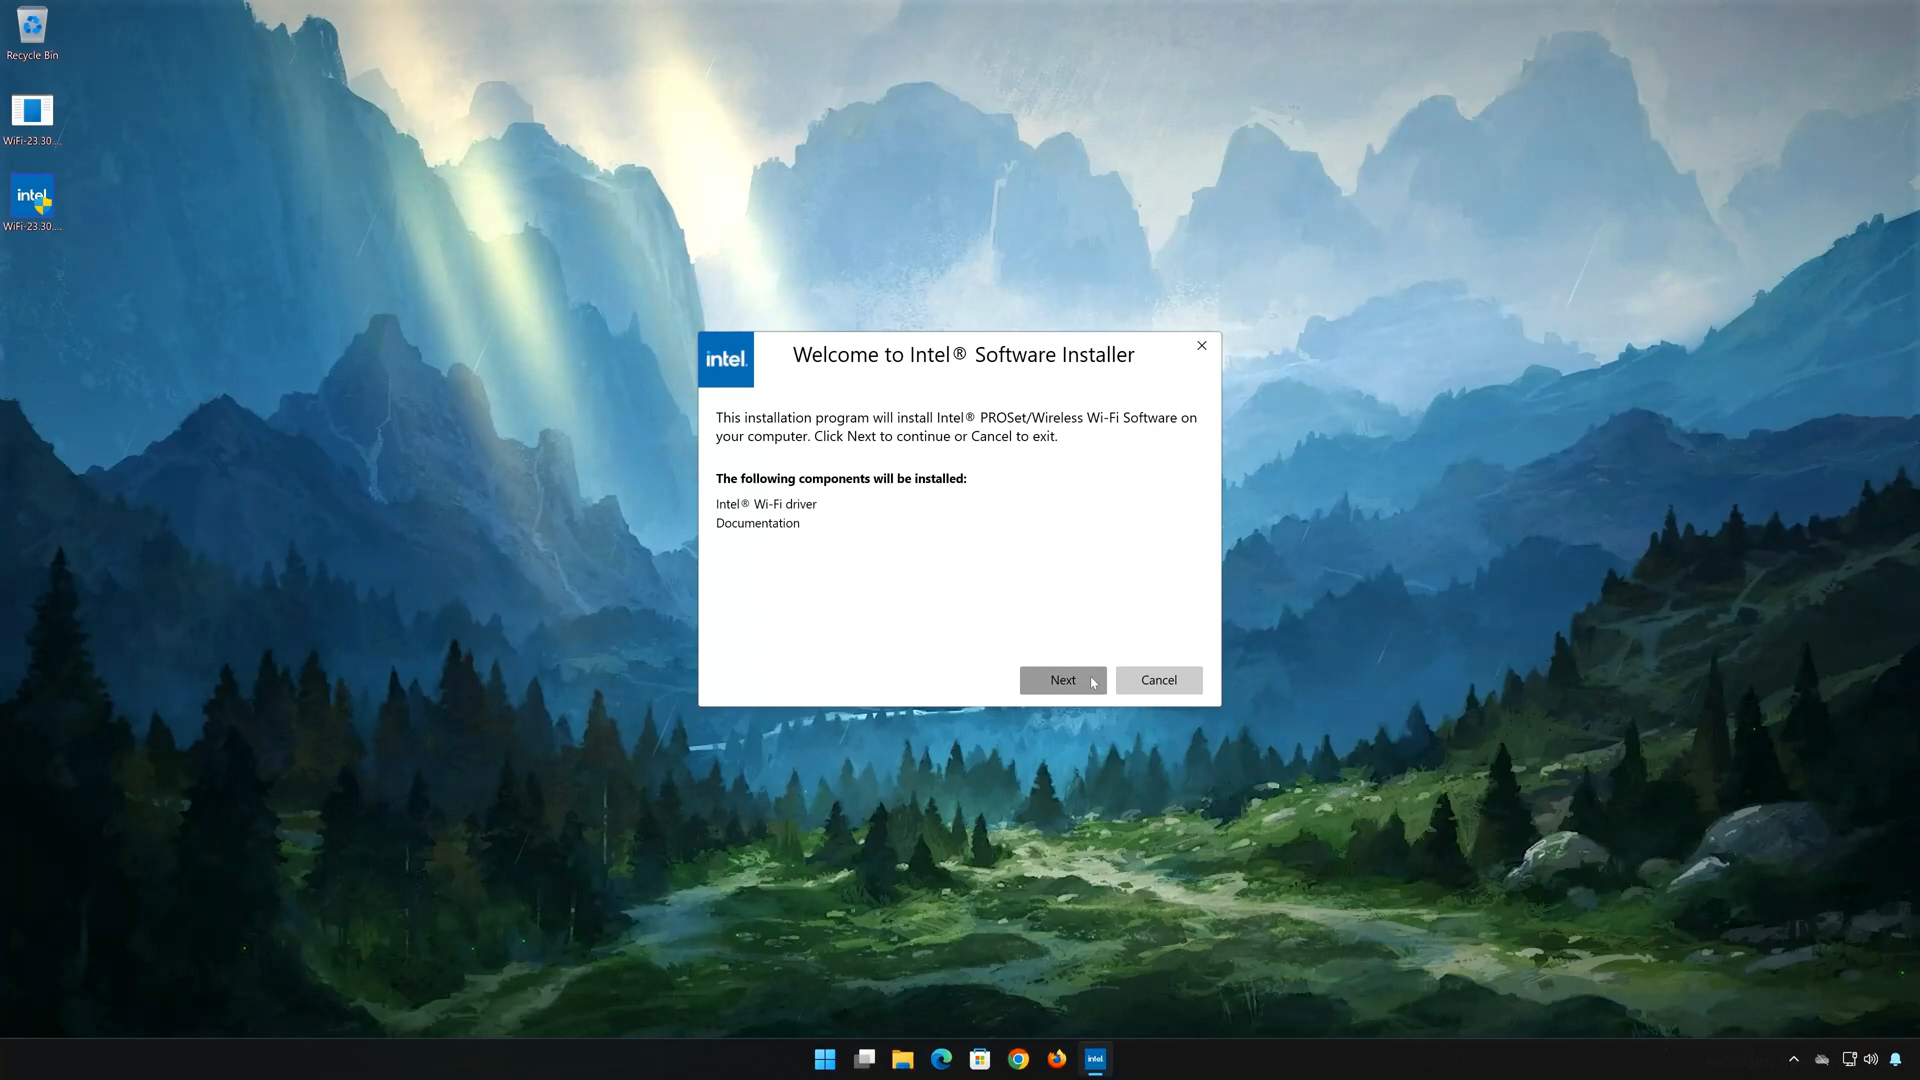 Recycle Bin
WiFi-23.30....
intel
WiFi-23.30....
intel.
Welcome to Intel® Software Installer
This installation program will install Intel® PROSet/Wireless Wi-Fi Software on
your computer. Click Next to continue or Cancel to exit.
The following components will be installed:
Intel® Wi-Fi driver
Documentation
Next
Cancel
intel